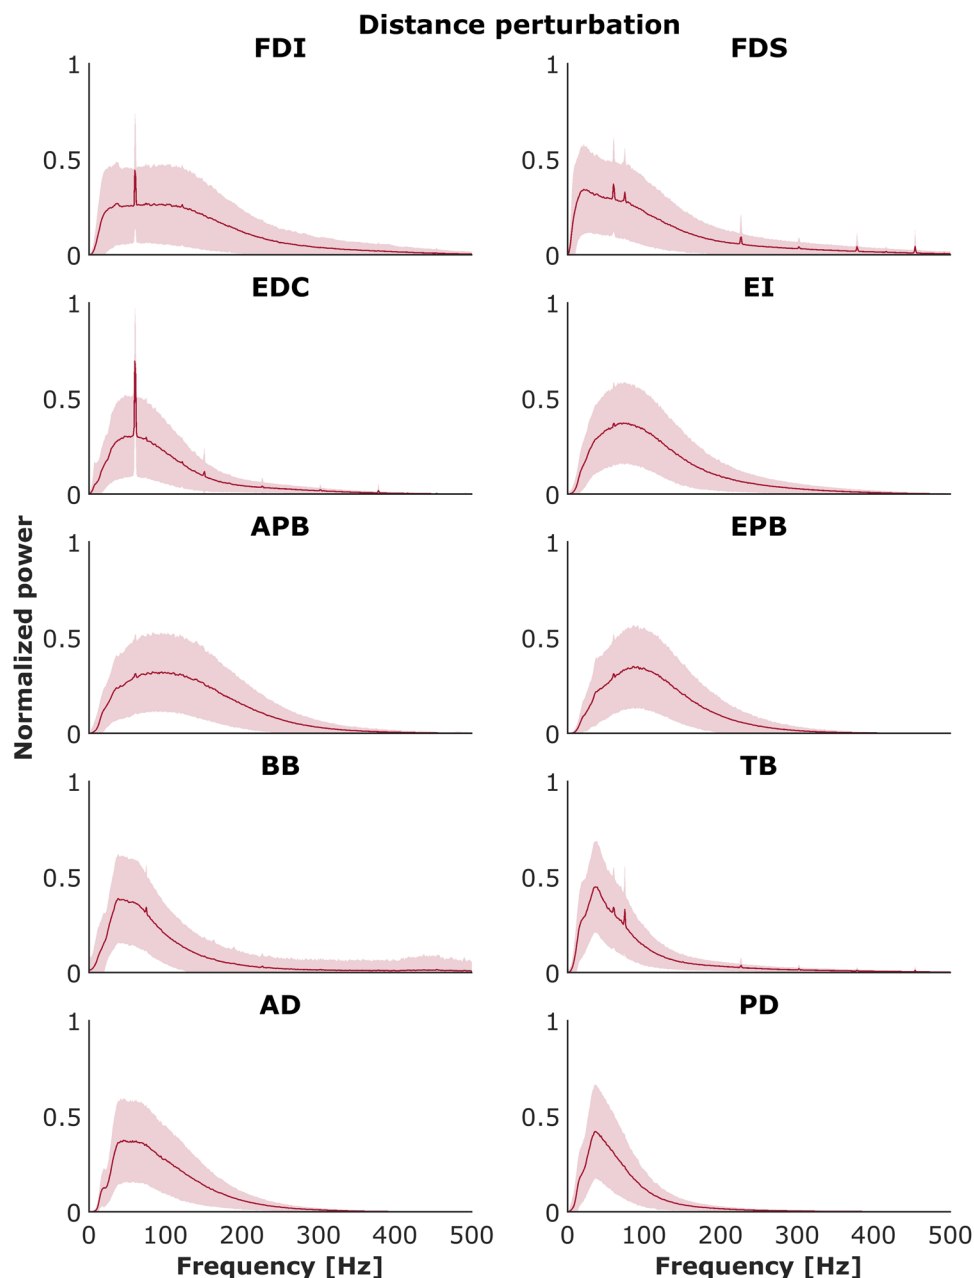 Distance perturbation
FDI
FDS
1
0.5
0
1
0.5
0
EDC
EI
1
0.5
0
1
0.5
0
APB
EPB
1
0.5
0
1
0.5
0
Normalized power
BB
TB
1
0.5
0
1
0.5
0
AD
PD
1
0.5
0
1
0.5
0
0 100 200 300 400 500
0 100 200 300 400 500
Frequency [Hz]
Frequency [Hz]